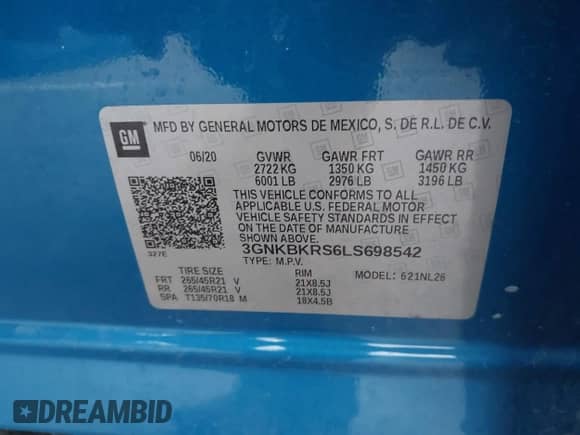 GM
MFD BY GENERAL MOTORS DE MEXICO, S. DE R.L. DE C.V.
06/20 GVWR GAWR FRT GAWR RR
2722 KG 1350 KG 1450 KG
6001 LB 2976 LB 3196 LB
THIS VEHICLE CONFORMS TO ALL
APPLICABLE U.S. FEDERAL MOTOR
VEHICLE SAFETY STANDARDS IN EFFECT
ON THE DATE OF MANUFACTURE
SHOWN ABOVE.
3GNKBKRS6LS698542
327E TYPE: M.P.V.
TIRE SIZE RIM MODEL: 621NL26
FRT 265/45R21 V 21X8.5J
RR 265/45R21 V 21X8.5J
SPA T135/70R18 M 18X4.5B
DREAMBID